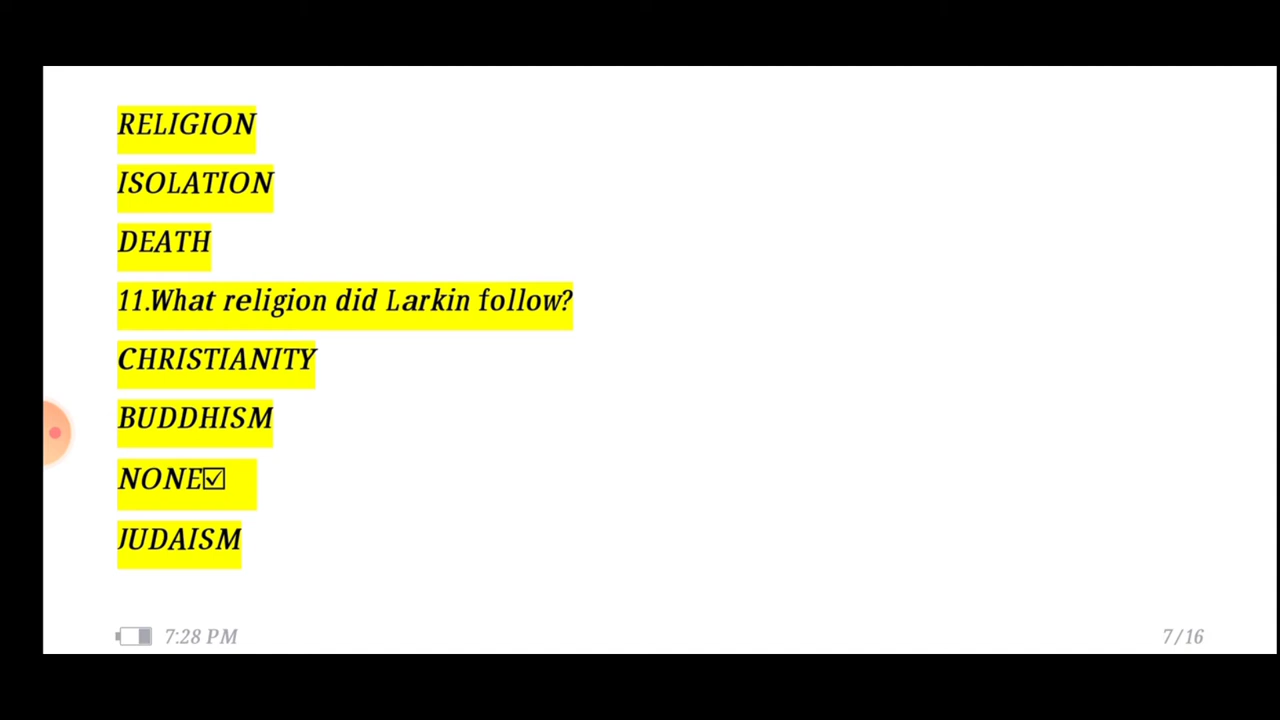 RELIGION
ISOLATION
DEATH
11.What religion did Larkin follow?
CHRISTIANITY
BUDDHISM
NONE☑
JUDAISM
7:28 PM
7/16